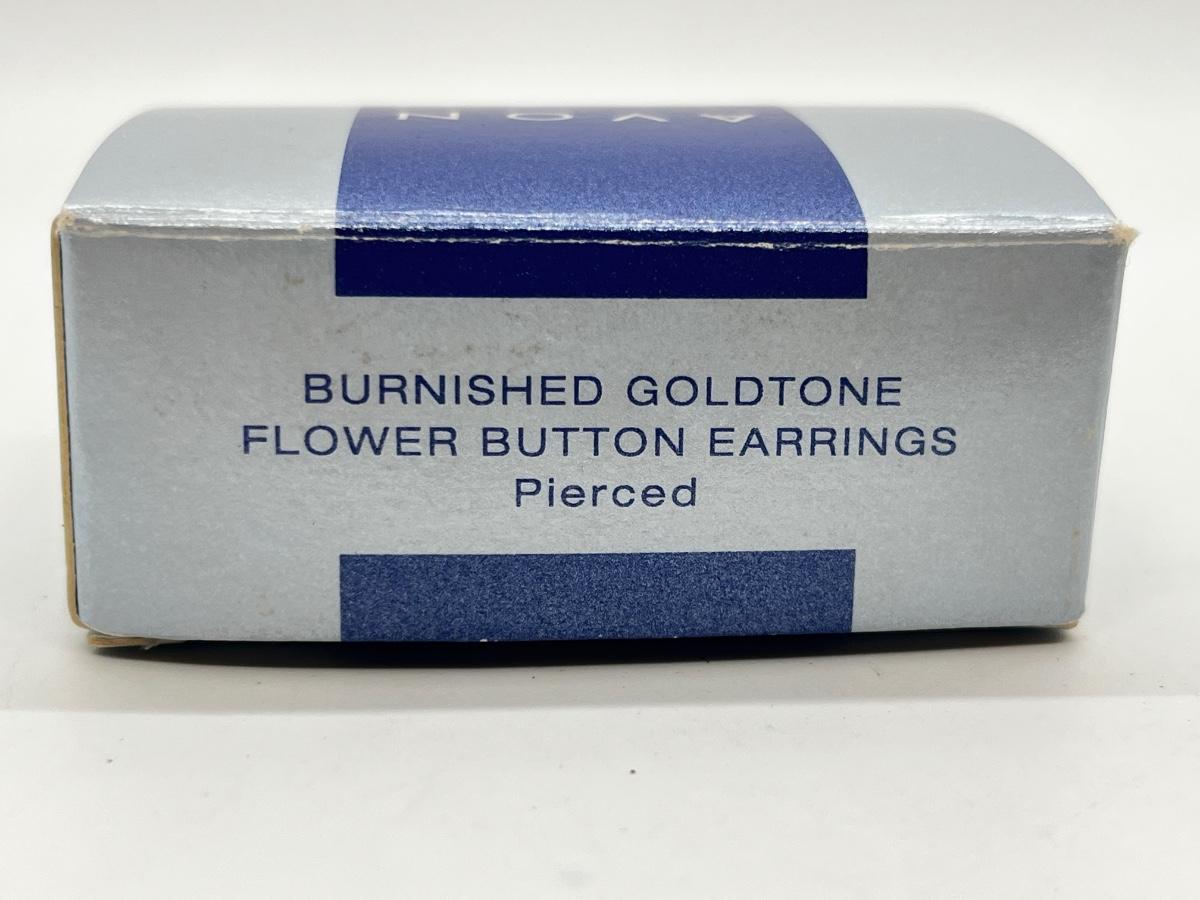 AVON
BURNISHED GOLDTONE
FLOWER BUTTON EARRINGS
Pierced